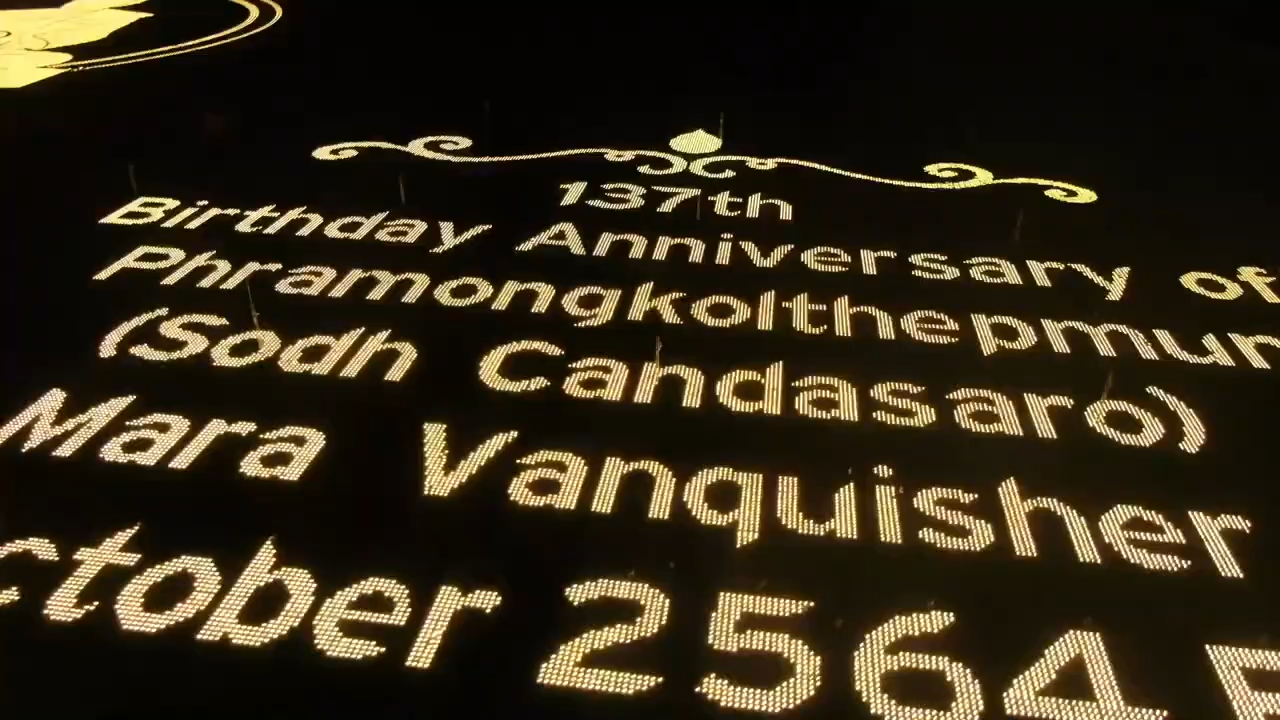 137th
Birthday Anniversary of
Phramongkolthepmun
(Sodh Candasaro)
Mara Vanquisher
ctober 2564